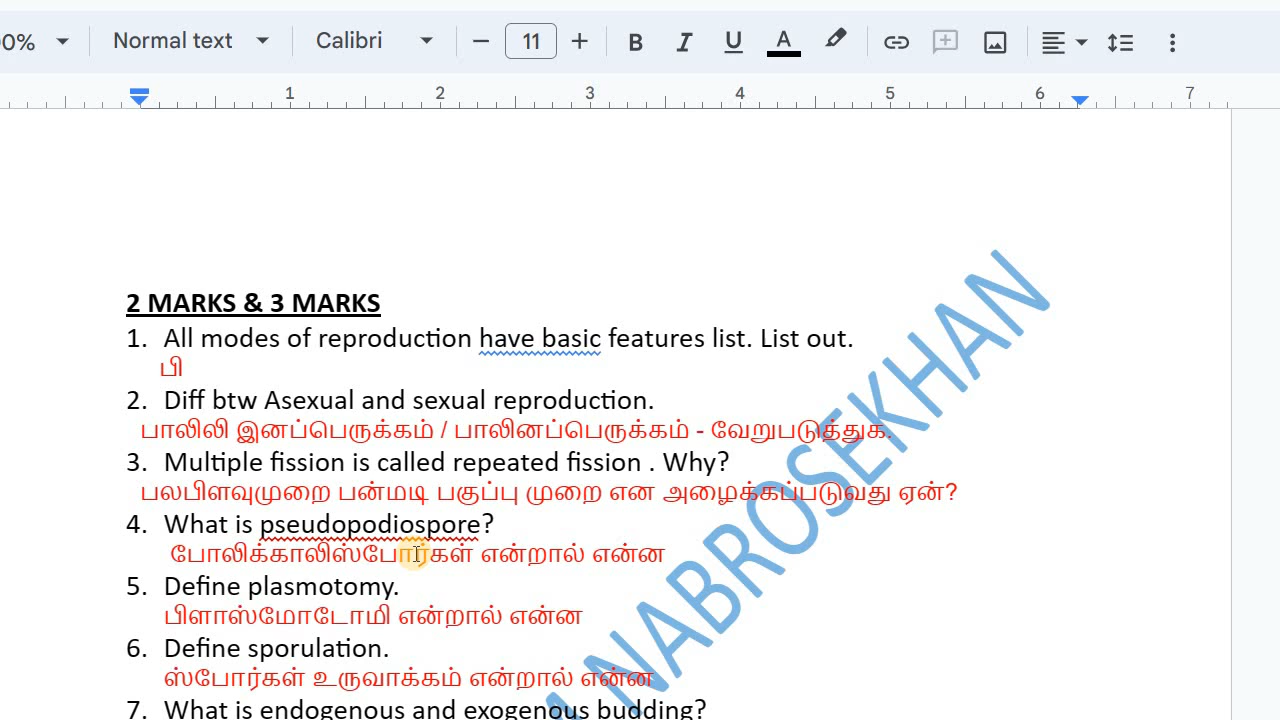 0% Normal text Calibri − 11 + B I U A
1 2 3 4 5 6 7
2 MARKS & 3 MARKS
1. All modes of reproduction have basic features list. List out.
பி
2. Diff btw Asexual and sexual reproduction.
பாலிலி இனப்பெருக்கம் / பாலினப்பெருக்கம் - வேறுபடுத்துக.
3. Multiple fission is called repeated fission . Why?
பலபிளவுமுறை பன்மடி பகுப்பு முறை என அழைக்கப்படுவது ஏன்?
4. What is pseudopodiospore?
போலிக்காலிஸ்போர்கள் என்றால் என்ன
5. Define plasmotomy.
பிளாஸ்மோடோமி என்றால் என்ன
6. Define sporulation.
ஸ்போர்கள் உருவாக்கம் என்றால் என்ன
7. What is endogenous and exogenous budding?
NABROSEKHAN